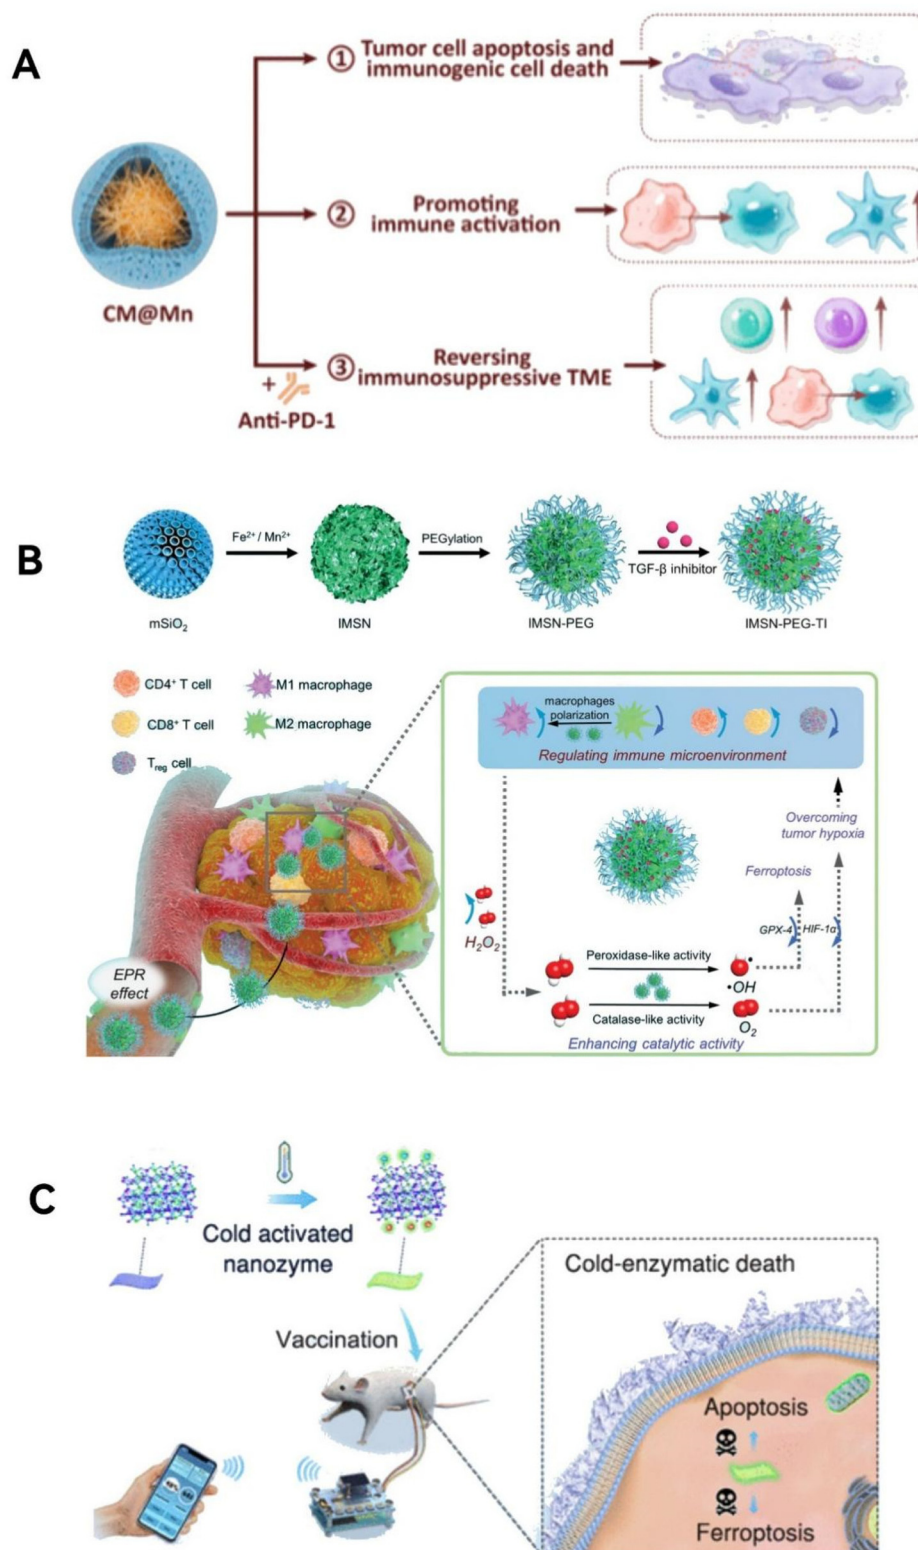 A
① Tumor cell apoptosis and
immunogenic cell death
② Promoting
immune activation
CM@Mn
③ Reversing
immunosuppressive TME
+
Anti-PD-1
B
Fe²⁺ / Mn²⁺
PEGylation
TGF-β inhibitor
mSiO₂
IMSN
IMSN-PEG
IMSN-PEG-TI
CD4⁺ T cell
M1 macrophage
CD8⁺ T cell
M2 macrophage
Treg cell
macrophages
polarization
Regulating immune microenvironment
Overcoming
tumor hypoxia
Ferroptosis
GPX-4
HIF-1α
H₂O₂
Peroxidase-like activity
•OH
Catalase-like activity
O₂
Enhancing catalytic activity
EPR
effect
C
Cold activated
nanozyme
Vaccination
Cold-enzymatic death
Apoptosis
Ferroptosis